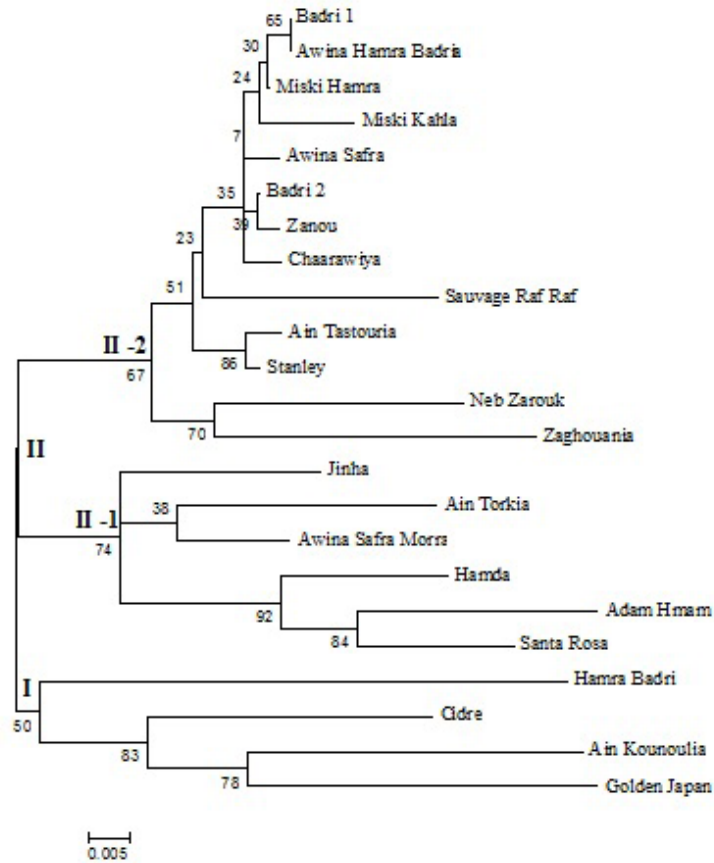 65 Badri 1
30 Awina Hamra Badria
24 Miski Hamra
Miski Kahla
7
Awina Safra
35 Badri 2
39 Zanou
23
Chaarawiya
51 Sauvage Raf Raf
Ain Tastouria
II -2 86 Stanley
67
Neb Zarouk
70 Zaghouania
II
Jinha
38 Ain Torkia
II -1
74 Awina Safra Morra
Hamda
92 Adam Hmam
84 Santa Rosa
I Hamra Badri
50
Cidre
83 Ain Kounoulia
78 Golden Japan
0.005